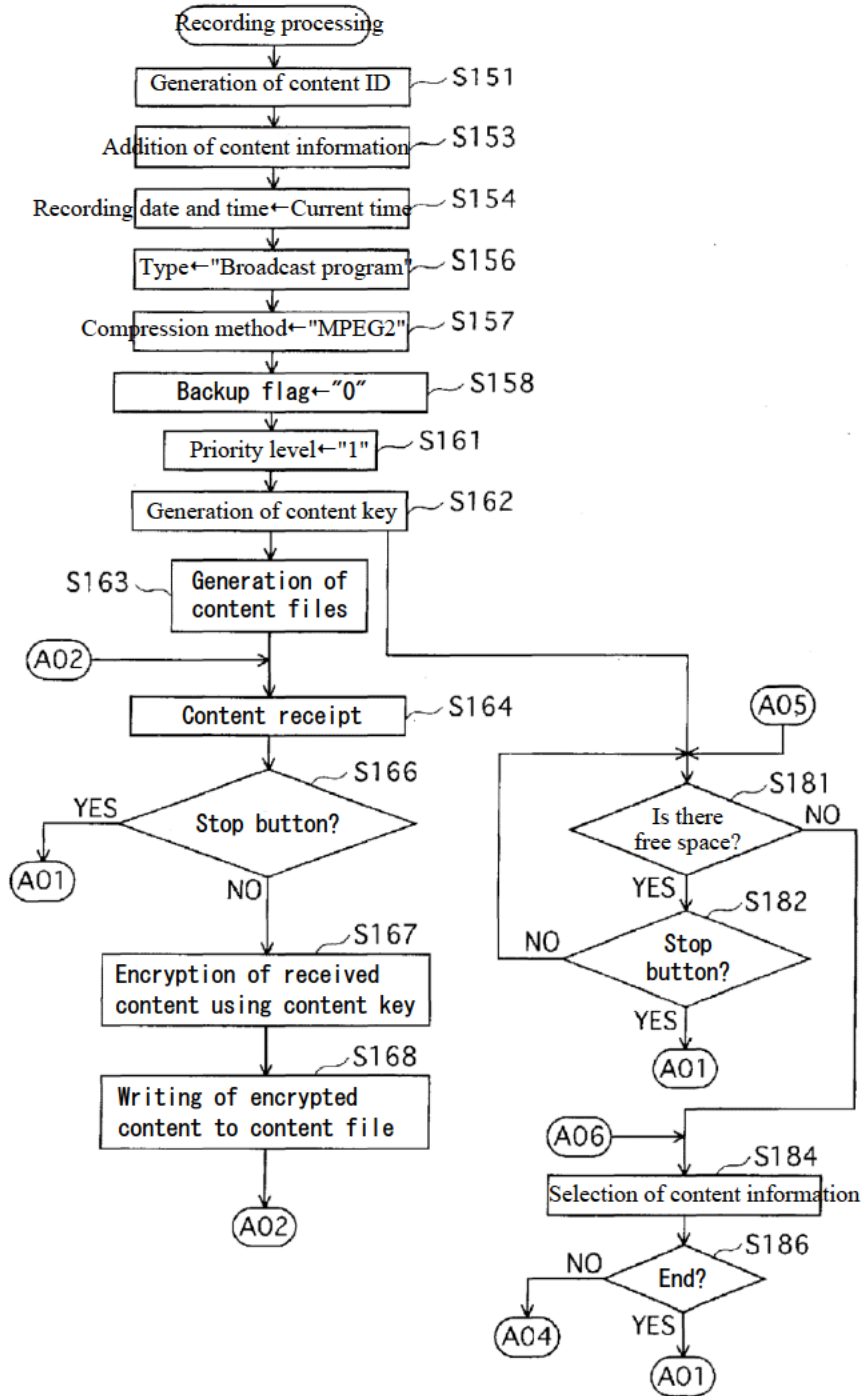 Recording processing
Generation of content ID
S151
Addition of content information
S153
Recording date and time←Current time
S154
Type←"Broadcast program"
S156
Compression method←"MPEG2"
S157
Backup flag←"0"
S158
Priority level←"1"
S161
Generation of content key
S162
S163
Generation of
content files
A02
Content receipt
S164
S166
YES
Stop button?
A01
NO
S167
Encryption of received
content using content key
S168
Writing of encrypted
content to content file
A02
A05
S181
Is there
free space?
NO
YES
S182
NO
Stop
button?
YES
A01
A06
S184
Selection of content information
S186
NO
End?
A04
YES
A01